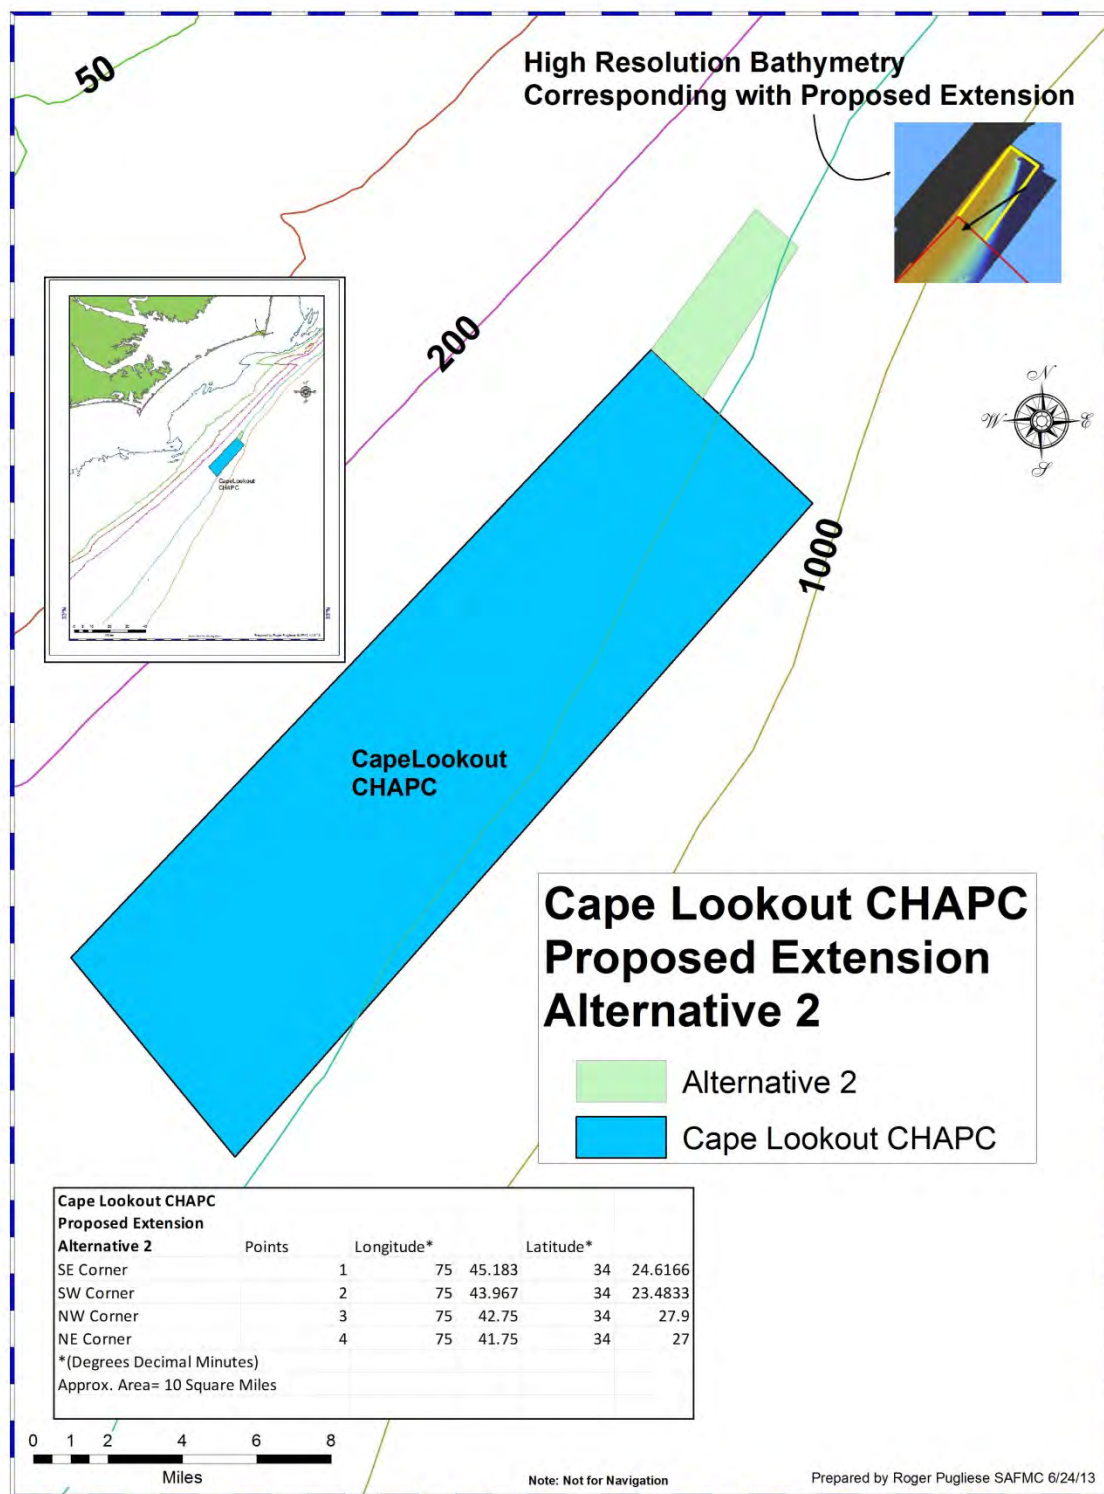 50
High Resolution Bathymetry
Corresponding with Proposed Extension
200
N
W E
S
1000
CapeLookout
CHAPC
CapeLookout
CHAPC
Cape Lookout CHAPC
Proposed Extension
Alternative 2
Alternative 2
Cape Lookout CHAPC
Cape Lookout CHAPC
Proposed Extension
Alternative 2 Points Longitude* Latitude*
SE Corner 1 75 45.183 34 24.6166
SW Corner 2 75 43.967 34 23.4833
NW Corner 3 75 42.75 34 27.9
NE Corner 4 75 41.75 34 27
*(Degrees Decimal Minutes)
Approx. Area= 10 Square Miles
0 1 2 4 6 8
Miles
Note: Not for Navigation
Prepared by Roger Pugliese SAFMC 6/24/13